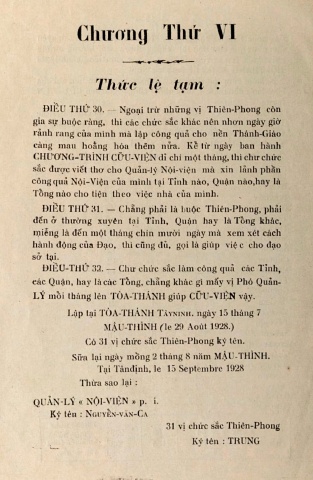 Chương Thứ VI
Thức lệ tạm :
ĐIỀU THỨ 30. — Ngoại trừ những vị Thiên-Phong còn
gia sự buộc ràng, thì các chức sắc khác nên nhơn ngày giờ
rảnh rang của mình mà lập công quả cho nền Thánh-Giáo
càng mau hoằng hóa thêm nữa. Kể từ ngày ban hành
CHƯƠNG-TRÌNH CỬU-VIỆN dĩ chí một tháng, thì chư chức
sắc được viết thơ cho Quản-lý Nội-viện mà xin lãnh phần
công quả Nội-Viện của mình tại Tỉnh nào, Quận nào, hay là
Tổng nào cho tiện theo việc nhà của mình.
ĐIỀU THỨ 31. — Chẳng phải là buộc Thiên-Phong, phải
đến ở thường xuyên tại Tỉnh, Quận hay là Tổng khác,
miễng là đến một tháng chín mười ngày mà xem xét cách
hành động của Đạo, thì cũng đủ, gọi là giúp việc cho đạo
sở tại.
ĐIỀU-THỨ 33. — Chư chức sắc làm công quả các Tỉnh,
các Quận, hay là các Tổng, chẳng khác gì mấy vị Phó QUẢN-
LÝ mỗi tháng lên TÒA-THÁNH giúp CỬU-VIỆN vậy.
Lập tại TÒA-THÁNH TÂYNINH, ngày 15 tháng 7
MẬU-THÌNH (le 29 Août 1928.)
Có 31 vị chức sắc Thiên-Phong ký tên.
Sửa lại ngày mồng 2 tháng 8 năm MẬU-THÌNH.
Tại Tândịnh, le 15 Septembre 1928
Thừa sao lại :
QUẢN-LÝ « NỘI-VIỆN » p. i.
Ký tên : NGUYỄN-VĂN-CA
31 vị chức sắc Thiên-Phong
Ký tên : TRUNG